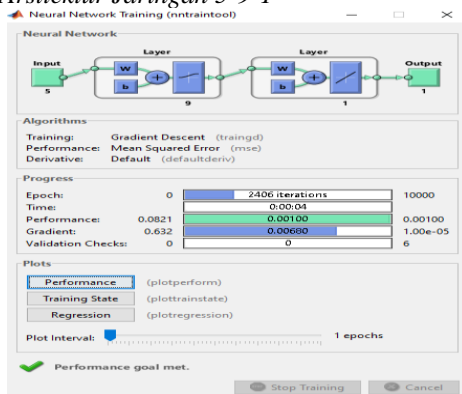 Arsitektur Jaringan 5-9-1
Neural Network Training (nntraintool)
Neural Network
Layer Layer
Input Output
W W
b b
5 9 1 1
Algorithms
Training: Gradient Descent (traingd)
Performance: Mean Squared Error (mse)
Derivative: Default (defaultderiv)
Progress
Epoch: 0 2406 iterations 10000
Time: 0:00:04
Performance: 0.0821 0.00100 0.00100
Gradient: 0.632 0.00680 1.00e-05
Validation Checks: 0 0 6
Plots
Performance (plotperform)
Training State (plottrainstate)
Regression (plotregression)
Plot Interval: 1 epochs
Performance goal met.
Stop Training Cancel